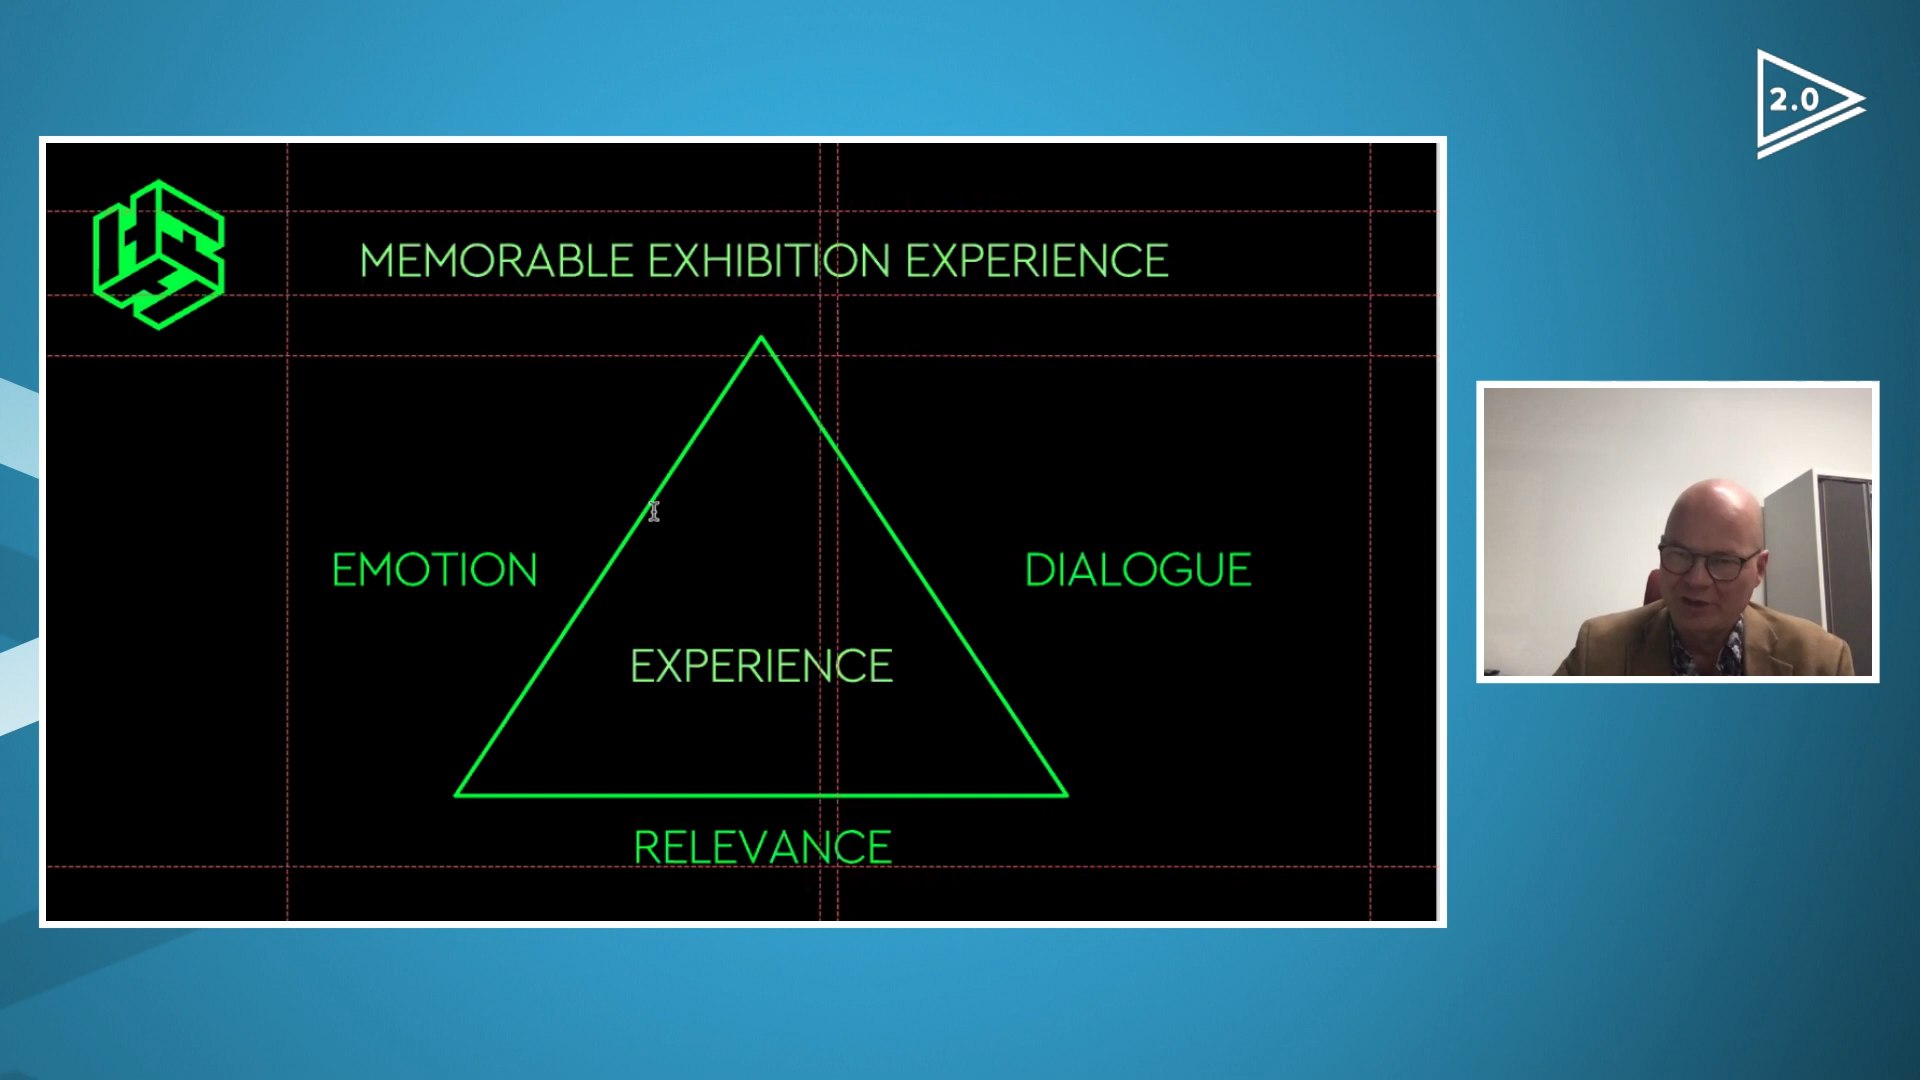 2.0
MEMORABLE EXHIBITION EXPERIENCE
EMOTION
DIALOGUE
EXPERIENCE
RELEVANCE